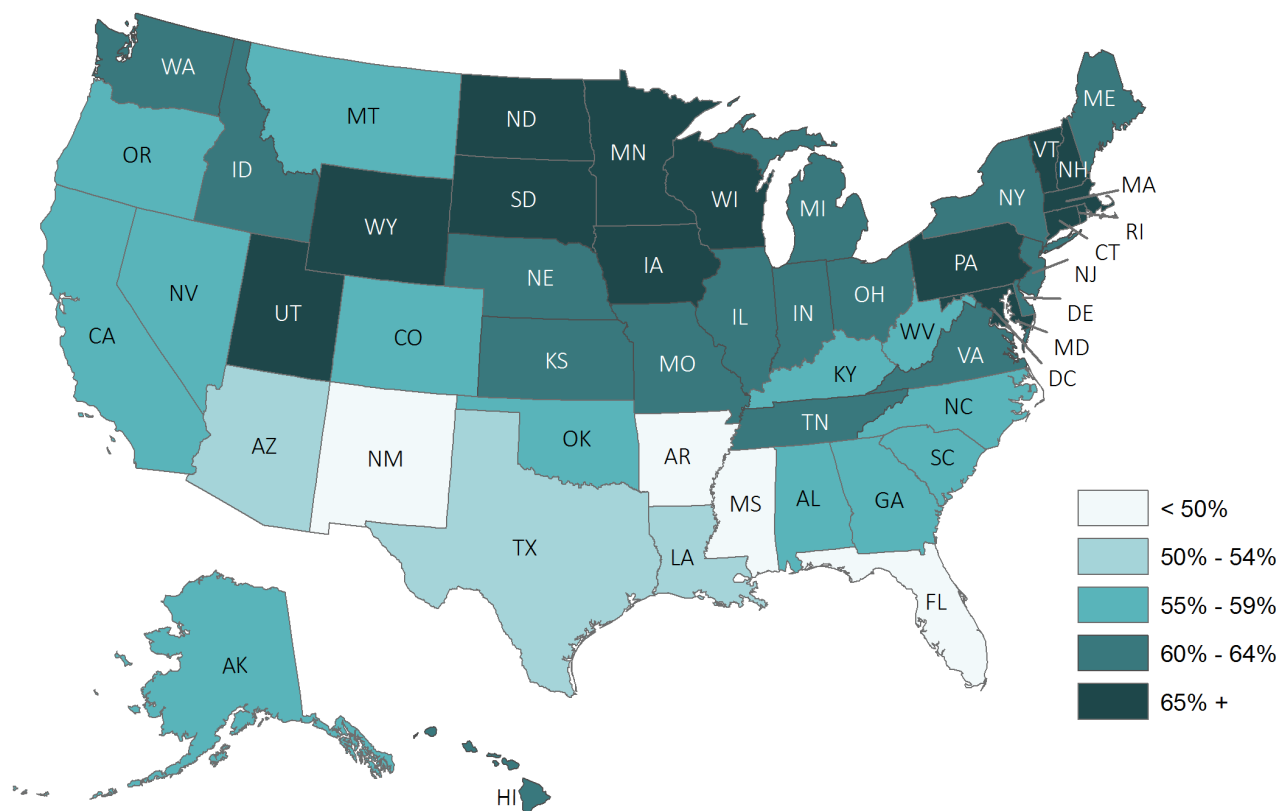 WA
MT
ND
MN
ME
OR
ID
VT
NH
SD
WI
NY
MA
WY
MI
RI
CT
IA
PA
NJ
NE
NV
UT
OH
DE
CA
CO
IL
IN
WV
MD
KS
MO
VA
DC
KY
NC
TN
AZ
OK
NM
AR
SC
MS
AL
GA
TX
LA
FL
AK
HI
< 50%
50% - 54%
55% - 59%
60% - 64%
65% +